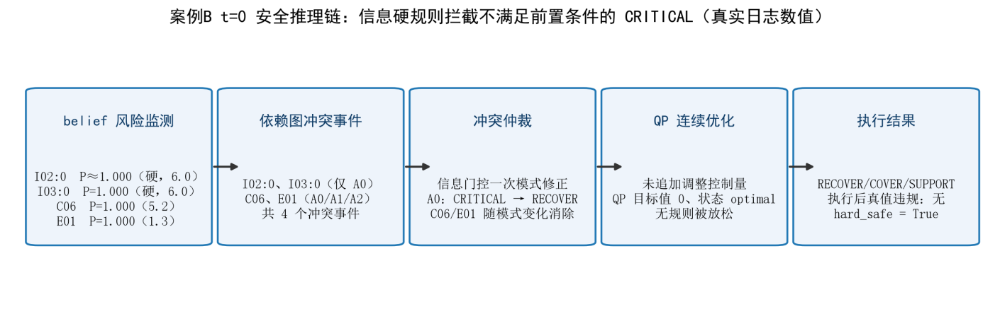 案例B t=0 安全推理链：信息硬规则拦截不满足前置条件的 CRITICAL（真实日志数值）
belief 风险监测
I02:0 P≈1.000（硬，6.0）
I03:0 P=1.000（硬，6.0）
C06 P=1.000（5.2）
E01 P=1.000（1.3）
依赖图冲突事件
I02:0、I03:0（仅 A0）
C06、E01（A0/A1/A2）
共 4 个冲突事件
冲突仲裁
信息门控一次模式修正
A0：CRITICAL → RECOVER
C06/E01 随模式变化消除
QP 连续优化
未追加调整控制量
QP 目标值 0、状态 optimal
无规则被放松
执行结果
RECOVER/COVER/SUPPORT
执行后真值违规：无
hard_safe = True